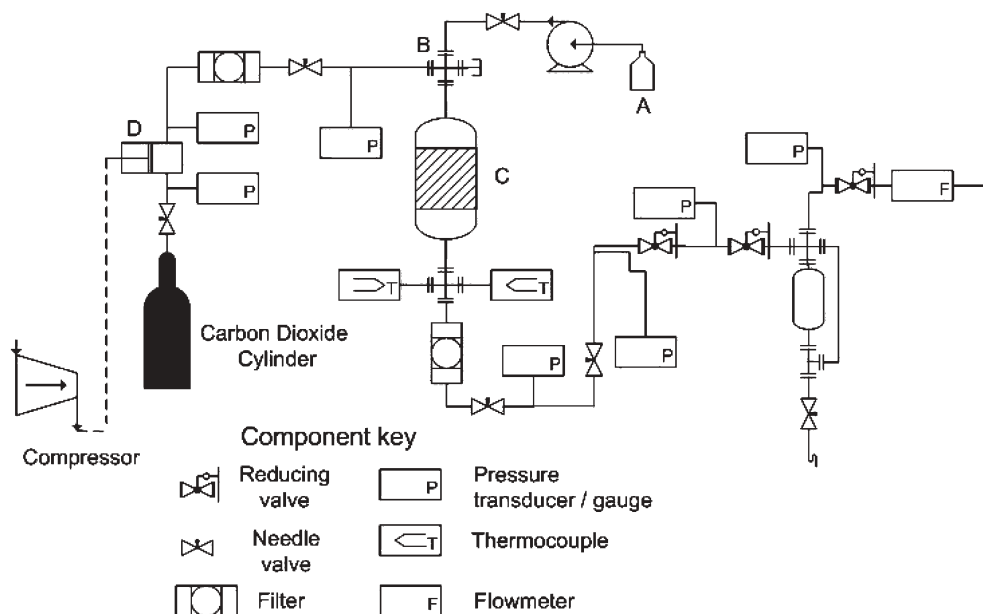 B
A
D
P
P
P
C
P
P
F
T
T
P
P
Carbon Dioxide
Cylinder
Compressor
Component key
Reducing
valve
P
Pressure
transducer / gauge
Needle
valve
T
Thermocouple
Filter
F
Flowmeter